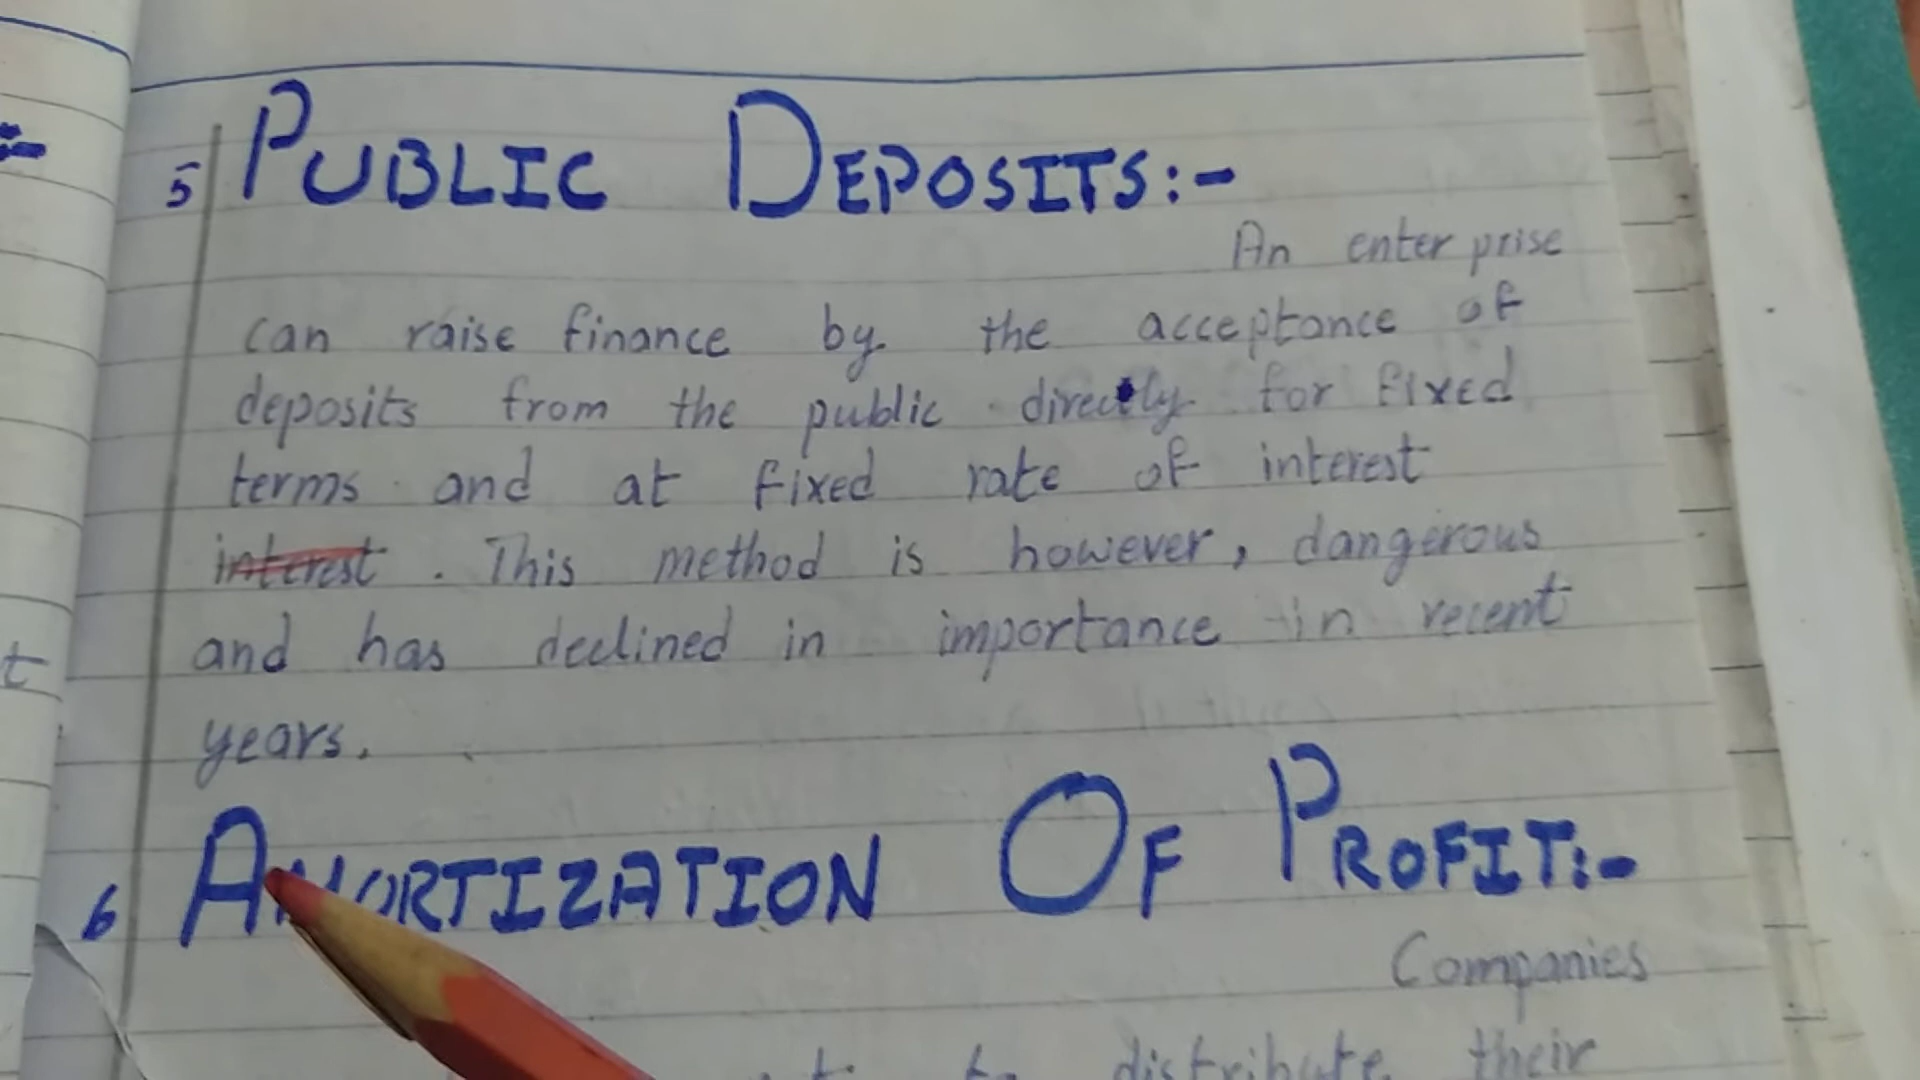 5 PUBLIC DEPOSITS:-
An enterprise
can raise finance by the acceptance of
deposits from the public directly for fixed
terms and at fixed rate of interest
interest. This method is however, dangerous
and has declined in importance in recent
years.
6 AMORTIZATION OF PROFIT:-
Companies
distribute their